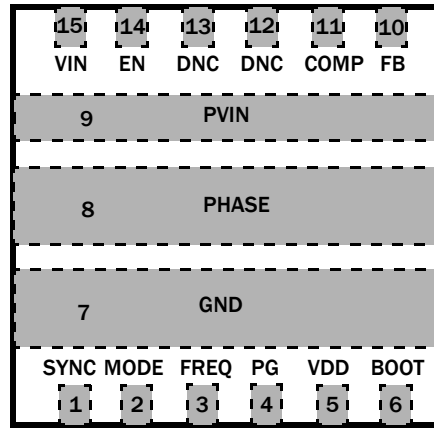 15 14 13 12 11 10
VIN EN DNC DNC COMP FB
9 PVIN
8 PHASE
7 GND
SYNC MODE FREQ PG VDD BOOT
1 2 3 4 5 6